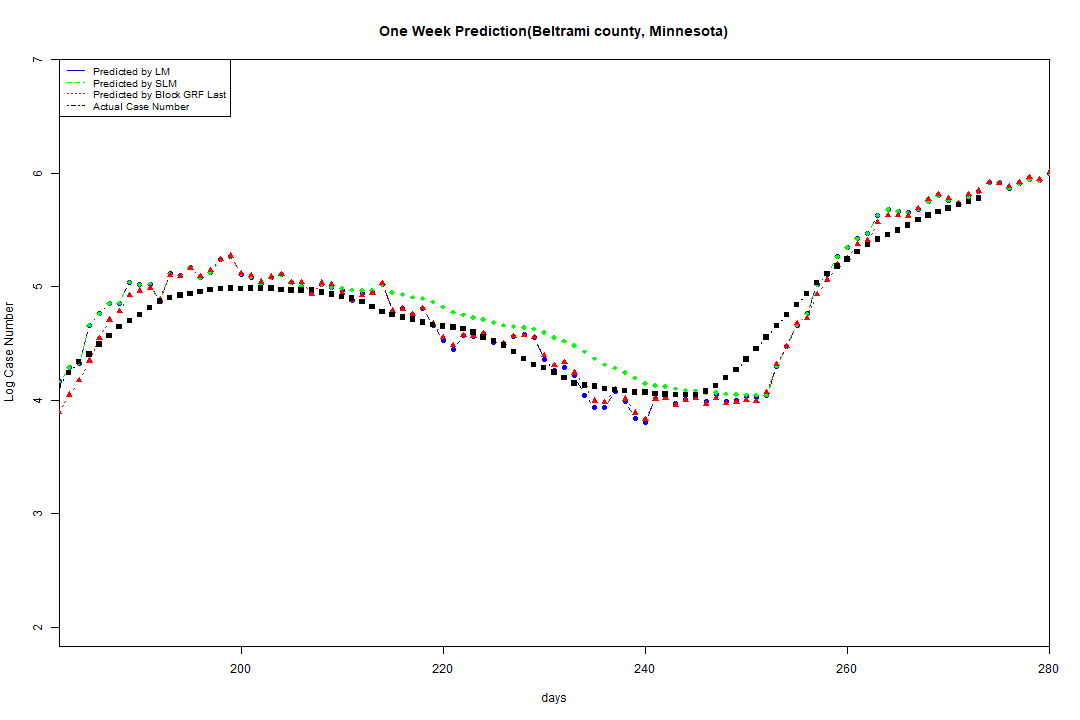 One Week Prediction(Beltrami county, Minnesota)
Predicted by LM
Predicted by SLM
Predicted by Block GRF Last
Actual Case Number
7
6
5
4
3
2
Log Case Number
200 220 240 260 280
days